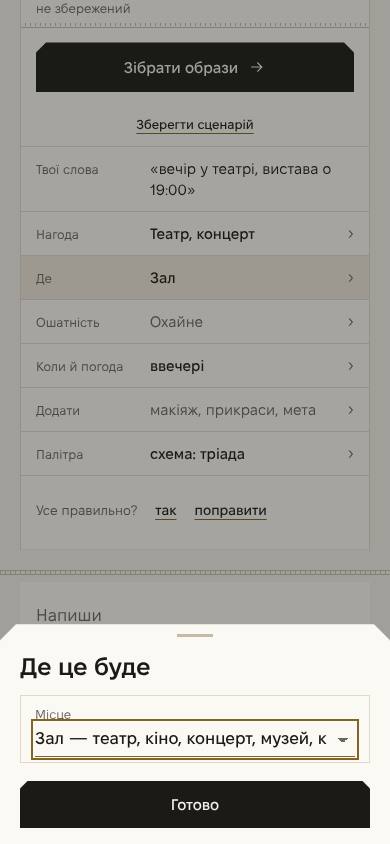 не збережений
Зібрати образи →
Зберегти сценарій
Твої слова «вечір у театрі, вистава о
19:00»
Нагода Театр, концерт
Де Зал
Ошатність Охайне
Коли й погода ввечері
Додати макіяж, прикраси, мета
Палітра схема: тріада
Усе правильно? так поправити
Напиши
Де це буде
Місце
Зал — театр, кіно, концерт, музей, к
Готово